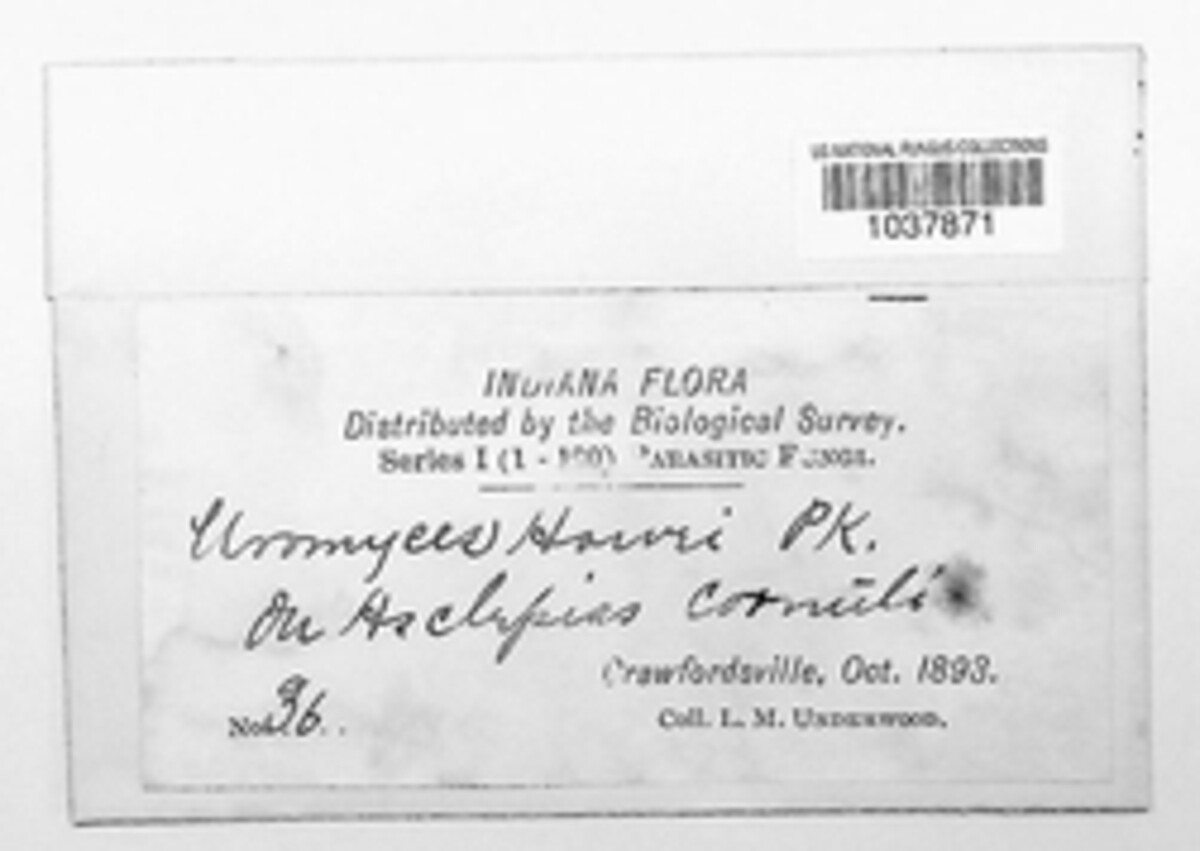 US NATIONAL FUNGUS COLLECTIONS
1037871
INDIANA FLORA
Distributed by the Biological Survey.
Series I (1 - 100) PARASITIC FUNGI.
Uromyces Howei PK.
On Asclepias Cornuti
Crawfordsville, Oct. 1893.
No. 36.
Coll. L. M. UNDERWOOD.